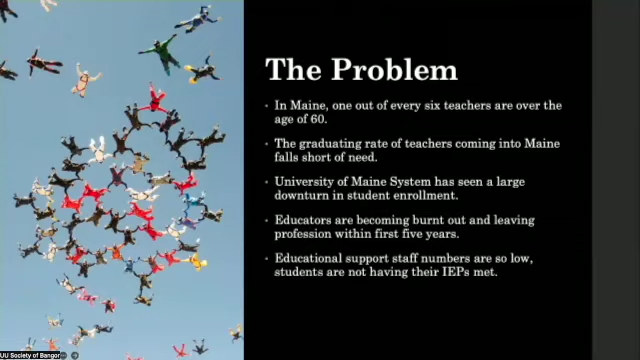 The Problem
In Maine, one out of every six teachers are over the
age of 60.
The graduating rate of teachers coming into Maine
falls short of need.
University of Maine System has seen a large
downturn in student enrollment.
Educators are becoming burnt out and leaving
profession within first five years.
Educational support staff numbers are so low,
students are not having their IEPs met.
UU Society of Bangor